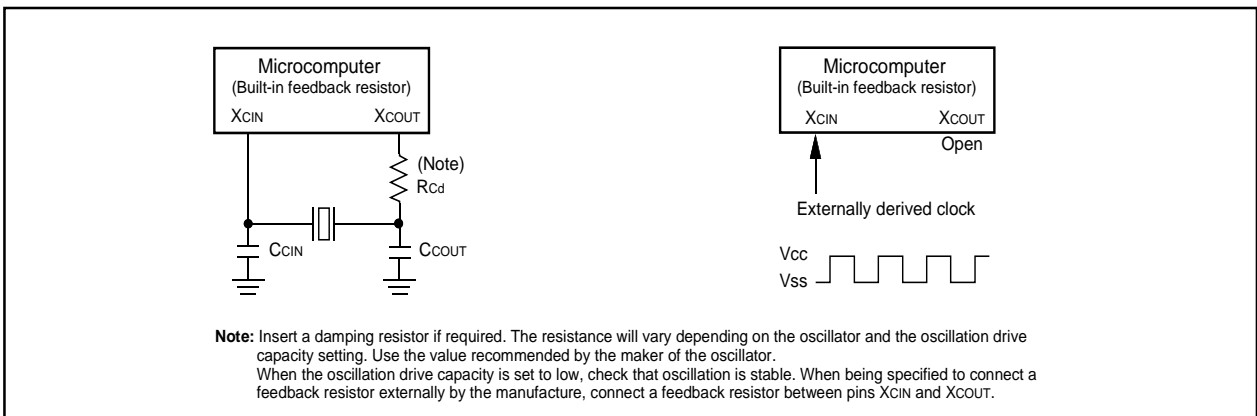 Microcomputer
(Built-in feedback resistor)
XCIN XCOUT
(Note)
RCd
CCIN CCOUT
Microcomputer
(Built-in feedback resistor)
XCIN XCOUT
Open
Externally derived clock
Vcc
Vss
Note: Insert a damping resistor if required. The resistance will vary depending on the oscillator and the oscillation drive
capacity setting. Use the value recommended by the maker of the oscillator.
When the oscillation drive capacity is set to low, check that oscillation is stable. When being specified to connect a
feedback resistor externally by the manufacture, connect a feedback resistor between pins XCIN and XCOUT.